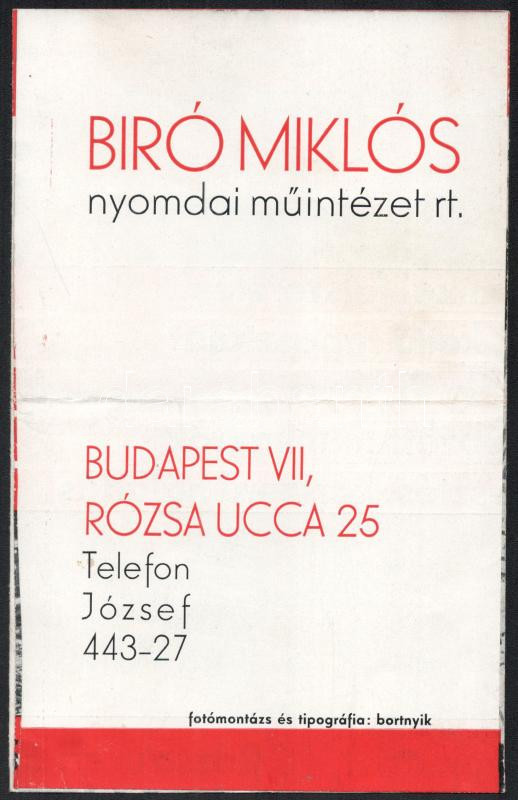 BIRÓ MIKLÓS
nyomdai műintézet rt.
BUDAPEST VII,
RÓZSA UCCA 25
Telefon
József
443-27
fotómontázs és tipográfia: bortnyik